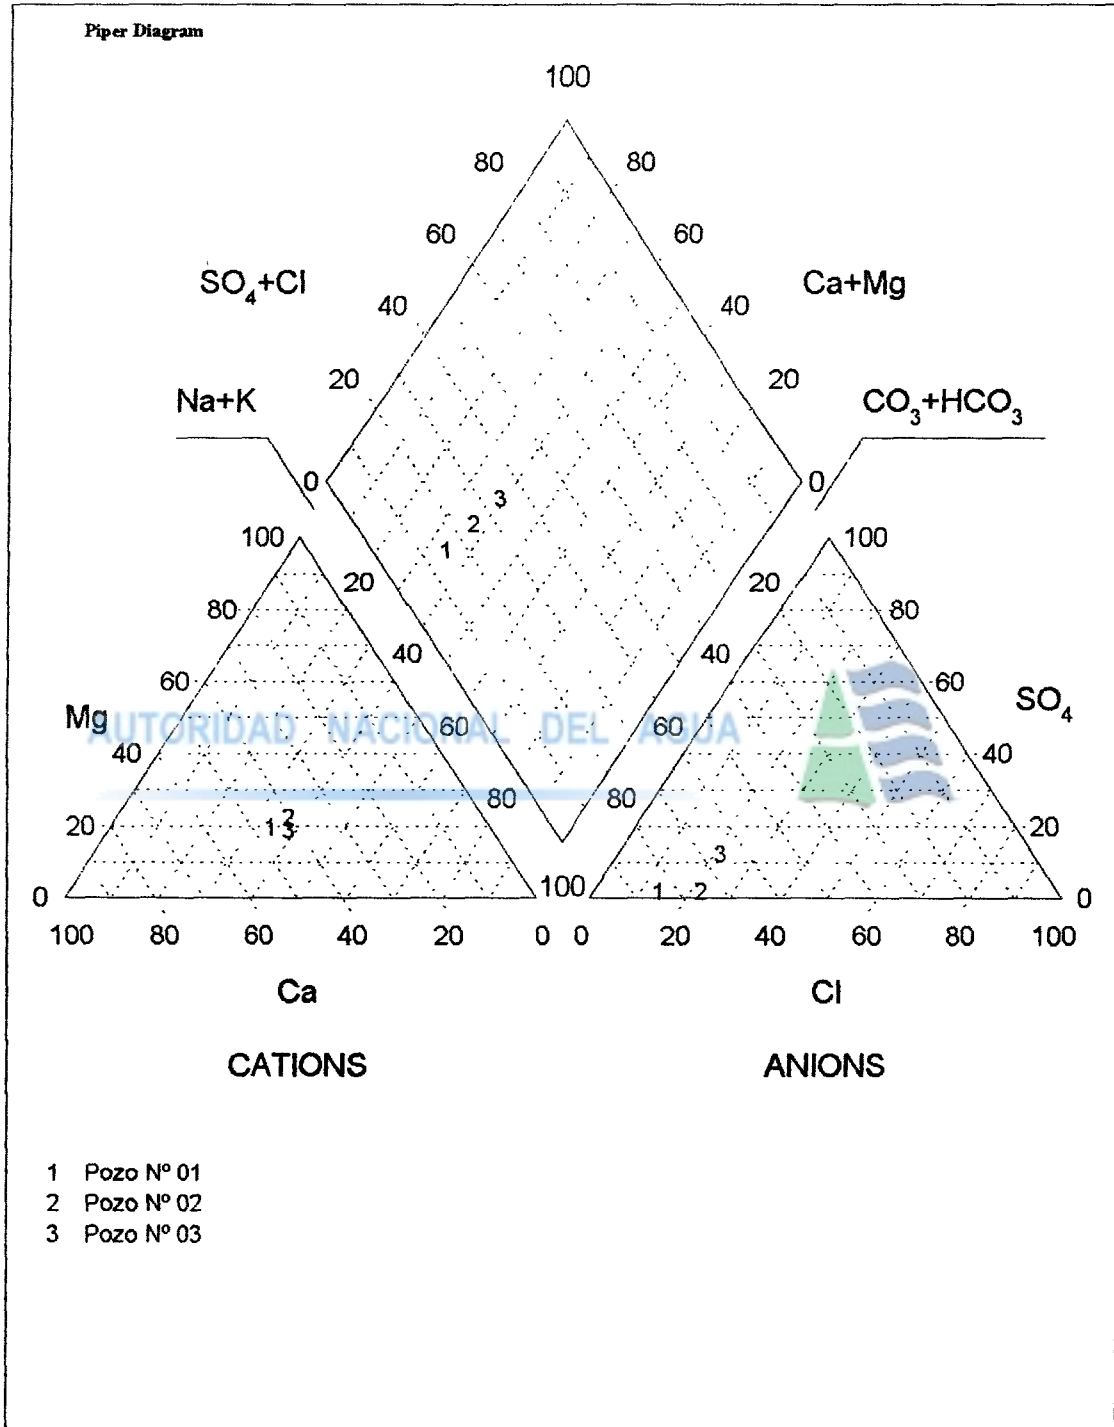 Piper Diagram
100
80 80
60 60
SO₄+Cl Ca+Mg
40 40
20 20
Na+K CO₃+HCO₃
0 0
3
2
1
100 100
20 20
80 80
40 40
60 60
Mg SO₄
AUTORIDAD NACIONAL DEL AGUA
60 60
40 40
80 80
2
20 1 3 20
3
1 2
0 100 0
100 80 60 40 20 0 0 20 40 60 80 100
Ca Cl
CATIONS ANIONS
1 Pozo Nº 01
2 Pozo Nº 02
3 Pozo Nº 03